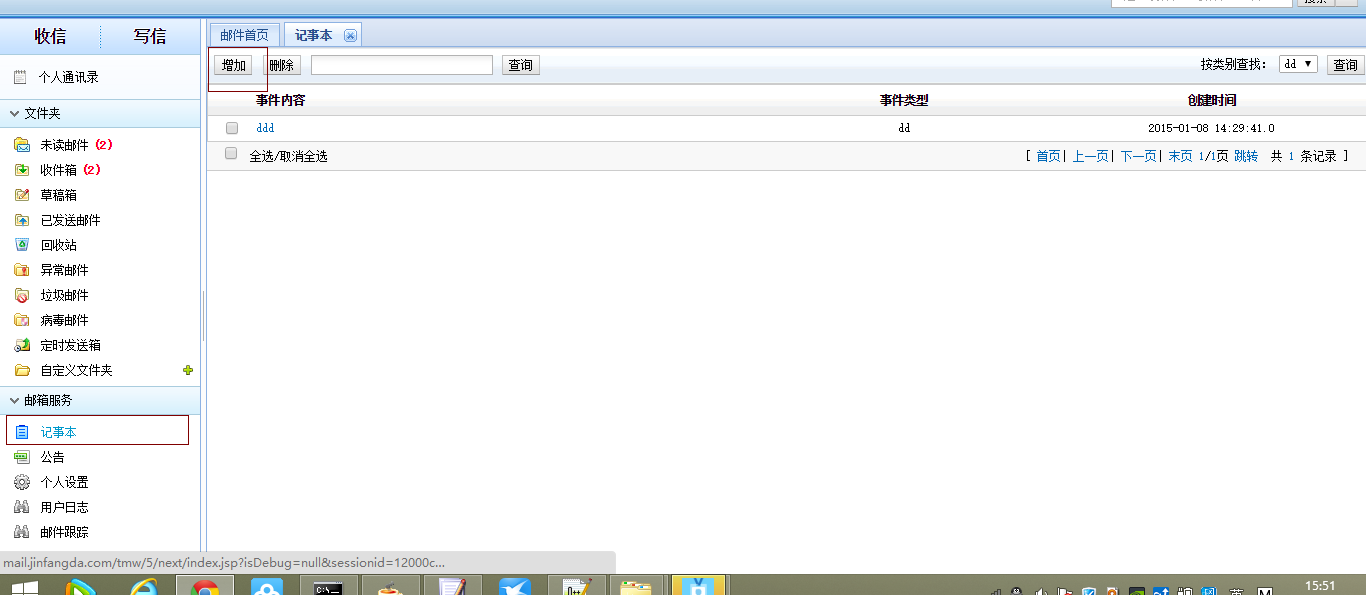 收信 写信
个人通讯录
文件夹
未读邮件 (2)
收件箱 (2)
草稿箱
已发送邮件
回收站
异常邮件
垃圾邮件
病毒邮件
定时发送箱
自定义文件夹
邮箱服务
记事本
公告
个人设置
用户日志
邮件跟踪
邮件首页 记事本
增加 删除 查询 按类别查找： dd 查询
事件内容 事件类型 创建时间
ddd dd 2015-01-08 14:29:41.0
全选/取消全选 [ 首页| 上一页| 下一页| 末页 1/1页 跳转 共 1 条记录 ]
mail.jinfangda.com/tmw/5/next/index.jsp?isDebug=null&sessionid=12000c...
C:\
15:51